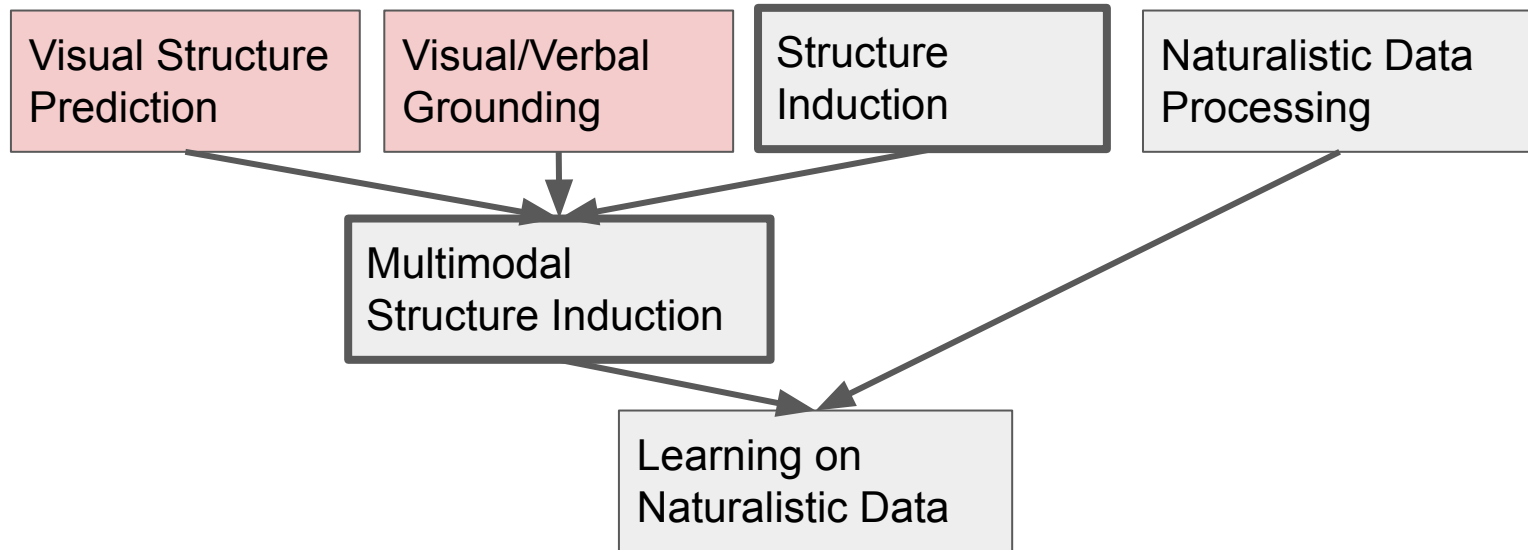 Visual Structure
Prediction
Visual/Verbal
Grounding
Structure
Induction
Naturalistic Data
Processing
Multimodal
Structure Induction
Learning on
Naturalistic Data